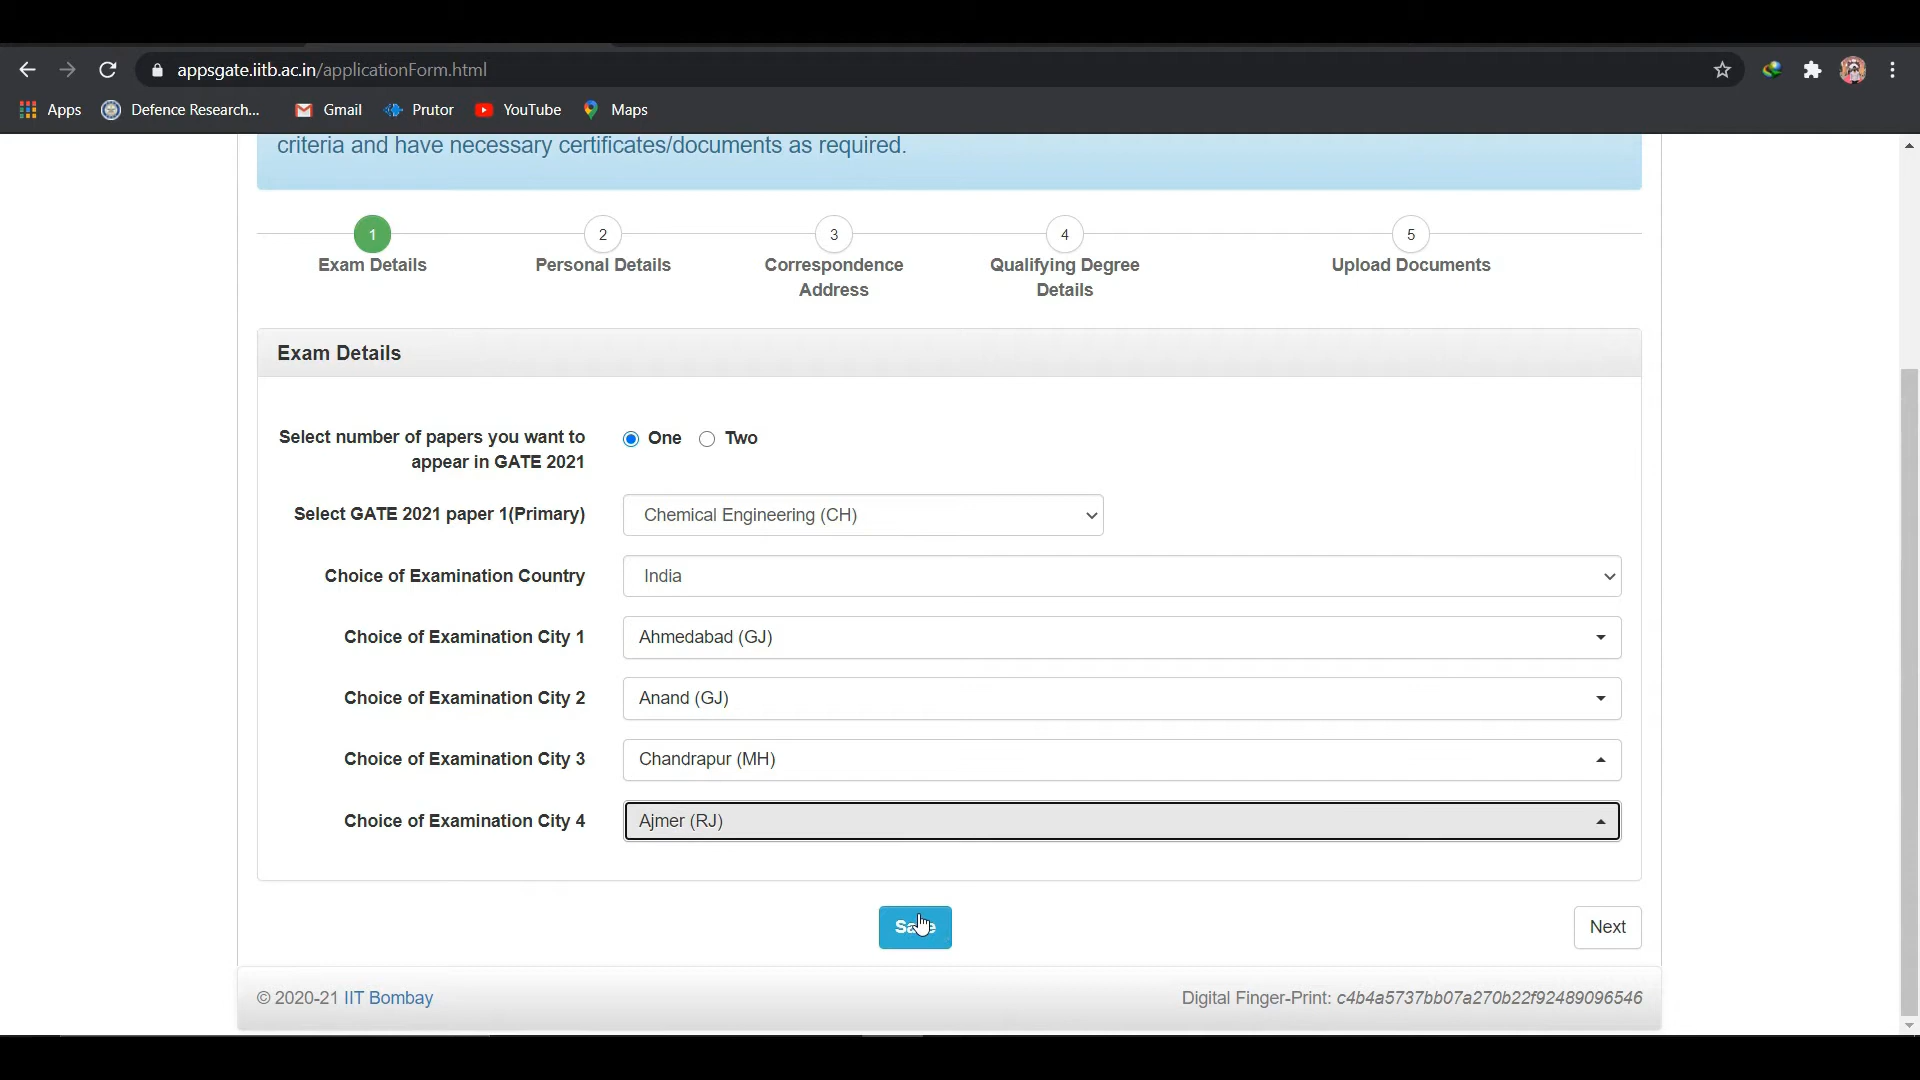 appsgate.iitb.ac.in/applicationForm.html
Apps Defence Research... Gmail Prutor YouTube Maps
criteria and have necessary certificates/documents as required.
1 2 3 4 5
Exam Details Personal Details Correspondence Address Qualifying Degree Details Upload Documents
Exam Details
Select number of papers you want to appear in GATE 2021 One Two
Select GATE 2021 paper 1(Primary) Chemical Engineering (CH)
Choice of Examination Country India
Choice of Examination City 1 Ahmedabad (GJ)
Choice of Examination City 2 Anand (GJ)
Choice of Examination City 3 Chandrapur (MH)
Choice of Examination City 4 Ajmer (RJ)
Next
© 2020-21 IIT Bombay Digital Finger-Print: c4b4a5737bb07a270b22f92489096546